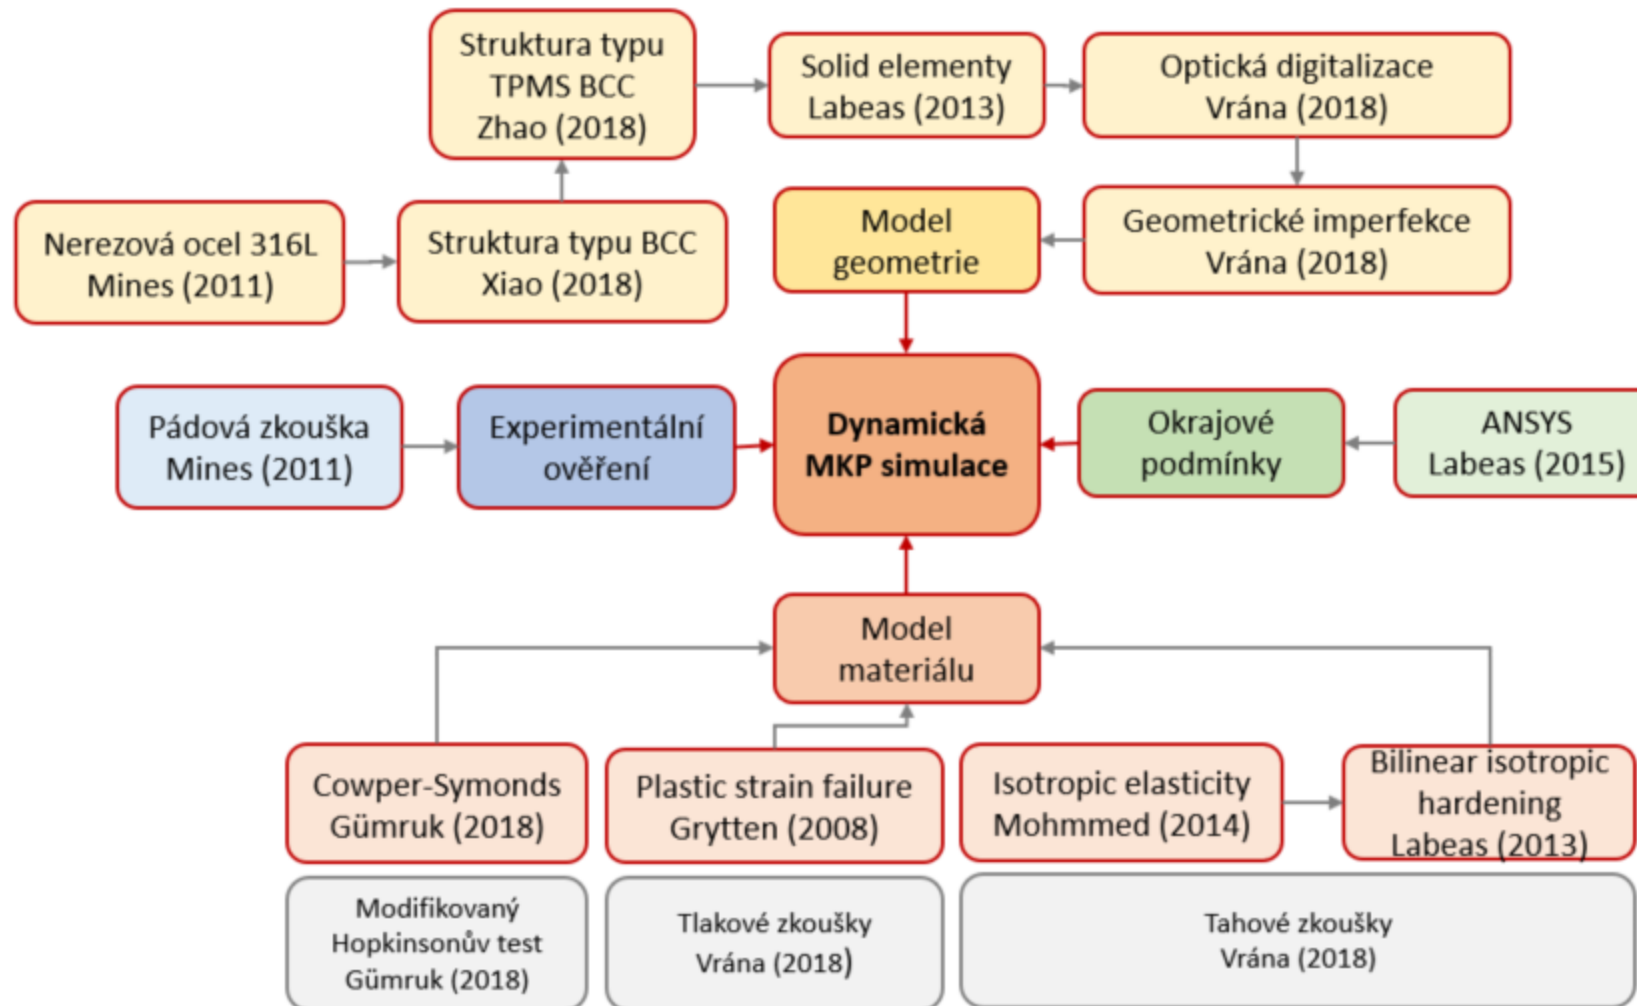 Struktura typu
TPMS BCC
Zhao (2018)
Solid elementy
Labeas (2013)
Optická digitalizace
Vrána (2018)
Nerezová ocel 316L
Mines (2011)
Struktura typu BCC
Xiao (2018)
Model
geometrie
Geometrické imperfekce
Vrána (2018)
Pádová zkouška
Mines (2011)
Experimentální
ověření
Dynamická
MKP simulace
Okrajové
podmínky
ANSYS
Labeas (2015)
Model
materiálu
Cowper-Symonds
Gümruk (2018)
Plastic strain failure
Grytten (2008)
Isotropic elasticity
Mohmmed (2014)
Bilinear isotropic
hardening
Labeas (2013)
Modifikovaný
Hopkinsonův test
Gümruk (2018)
Tlakové zkoušky
Vrána (2018)
Tahové zkoušky
Vrána (2018)